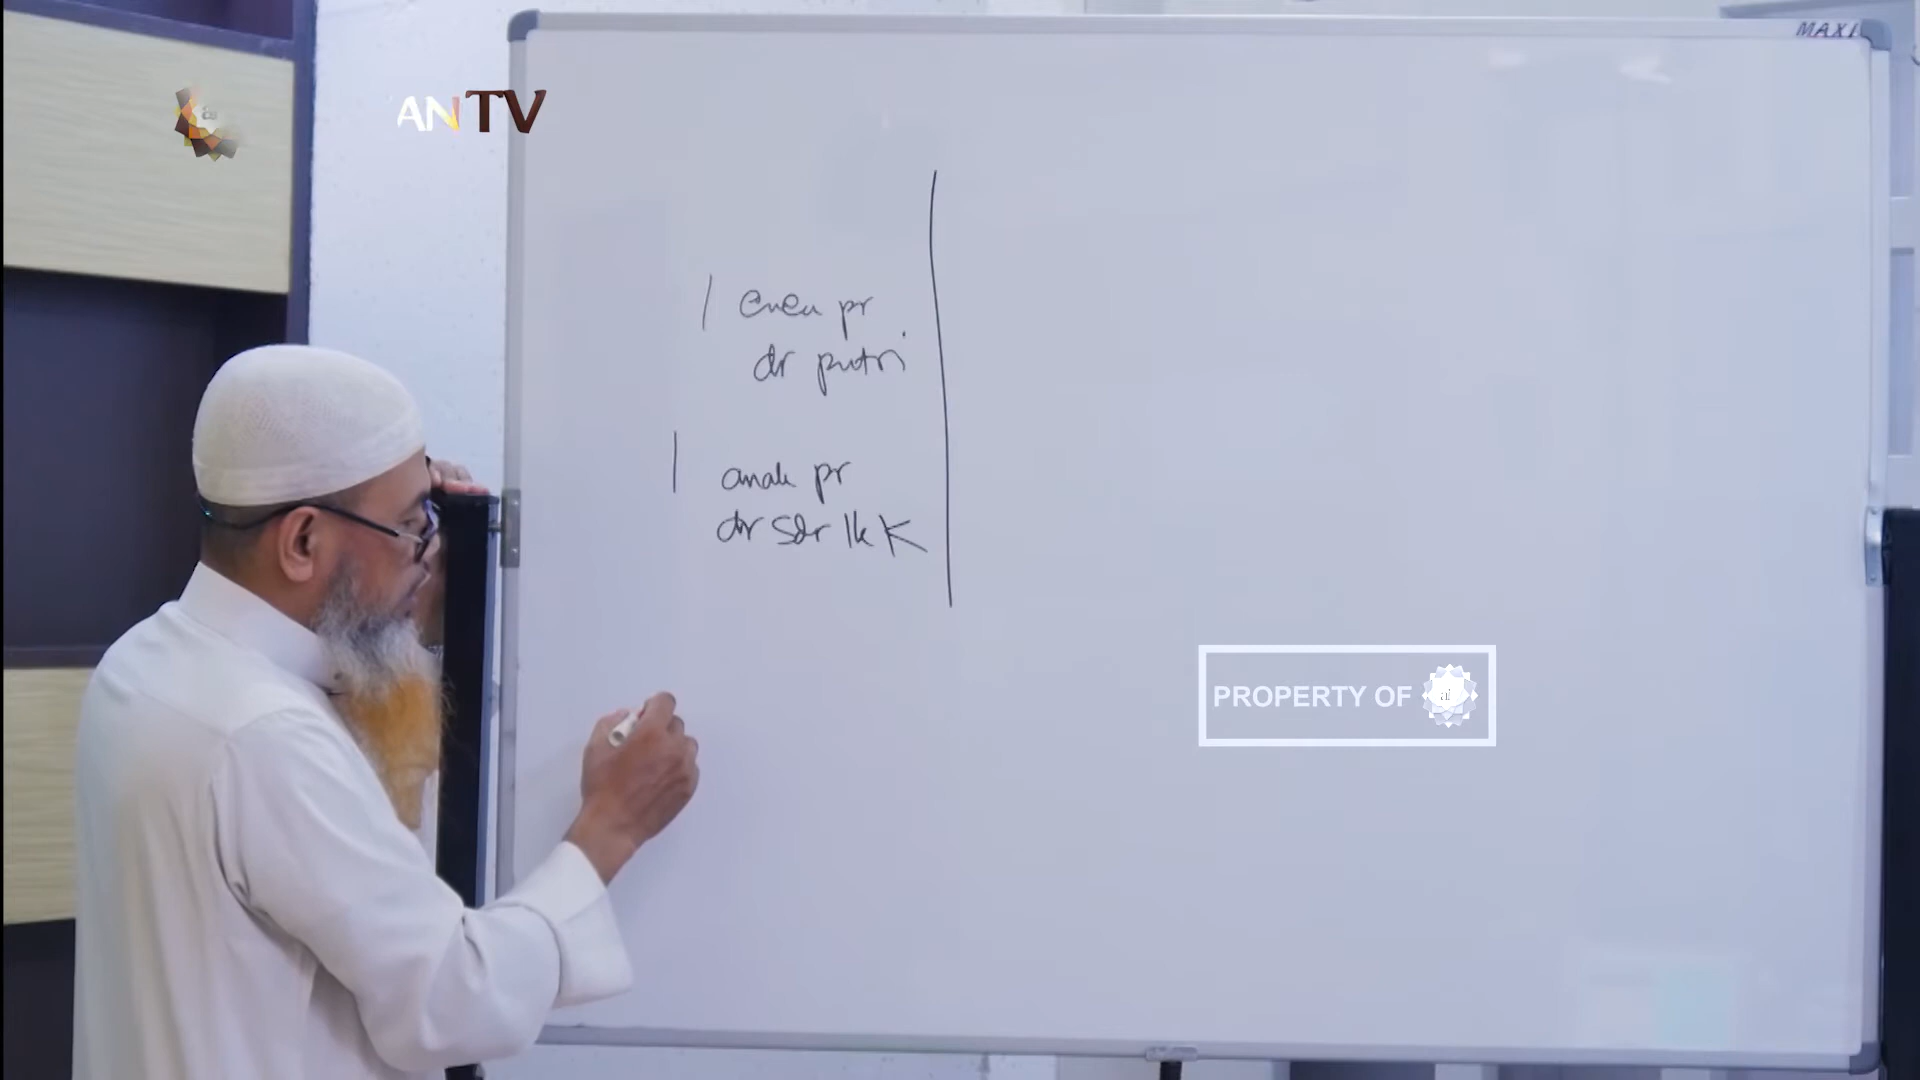 ANTV
MAXI
1 cucu pr
dr putri
1 anak pr
dr sdr lk K
PROPERTY OF